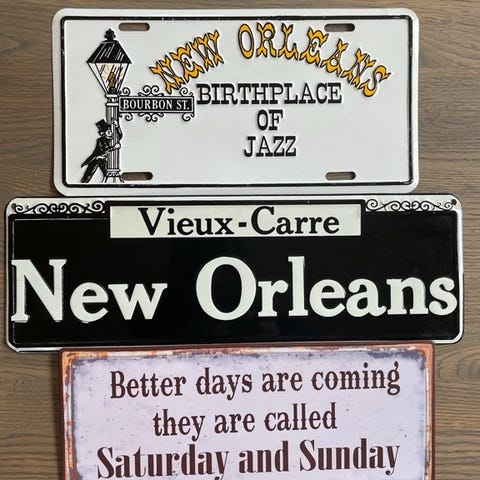 NEW ORLEANS
BOURBON ST.
BIRTHPLACE
OF
JAZZ
Vieux-Carre
New Orleans
Better days are coming
they are called
Saturday and Sunday